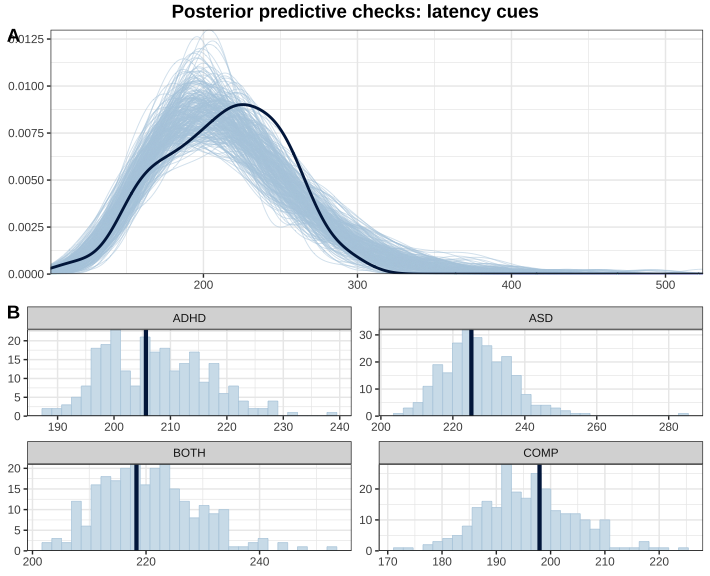 Posterior predictive checks: latency cues
A
0.0125
0.0100
0.0075
0.0050
0.0025
0.0000
200 300 400 500
B
ADHD ASD
20
15
10
5
0
190 200 210 220 230 240
30
20
10
0
200 220 240 260 280
BOTH COMP
20
15
10
5
0
200 220 240
20
10
0
170 180 190 200 210 220